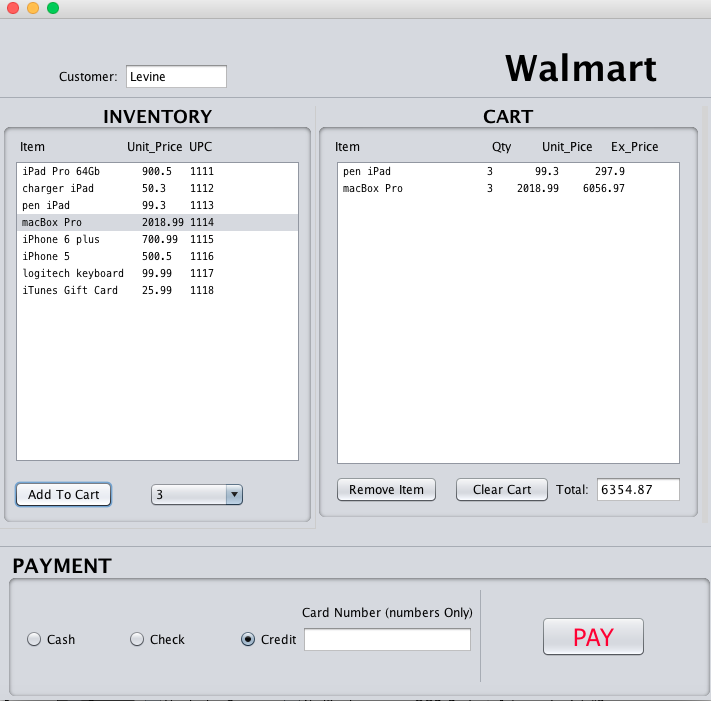 Walmart
Customer: Levine
INVENTORY
Item Unit_Price UPC
iPad Pro 64Gb 900.5 1111
charger iPad 50.3 1112
pen iPad 99.3 1113
macBox Pro 2018.99 1114
iPhone 6 plus 700.99 1115
iPhone 5 500.5 1116
logitech keyboard 99.99 1117
iTunes Gift Card 25.99 1118
Add To Cart 3
CART
Item Qty Unit_Pice Ex_Price
pen iPad 3 99.3 297.9
macBox Pro 3 2018.99 6056.97
Remove Item Clear Cart Total: 6354.87
PAYMENT
Card Number (numbers Only)
Cash Check Credit
PAY